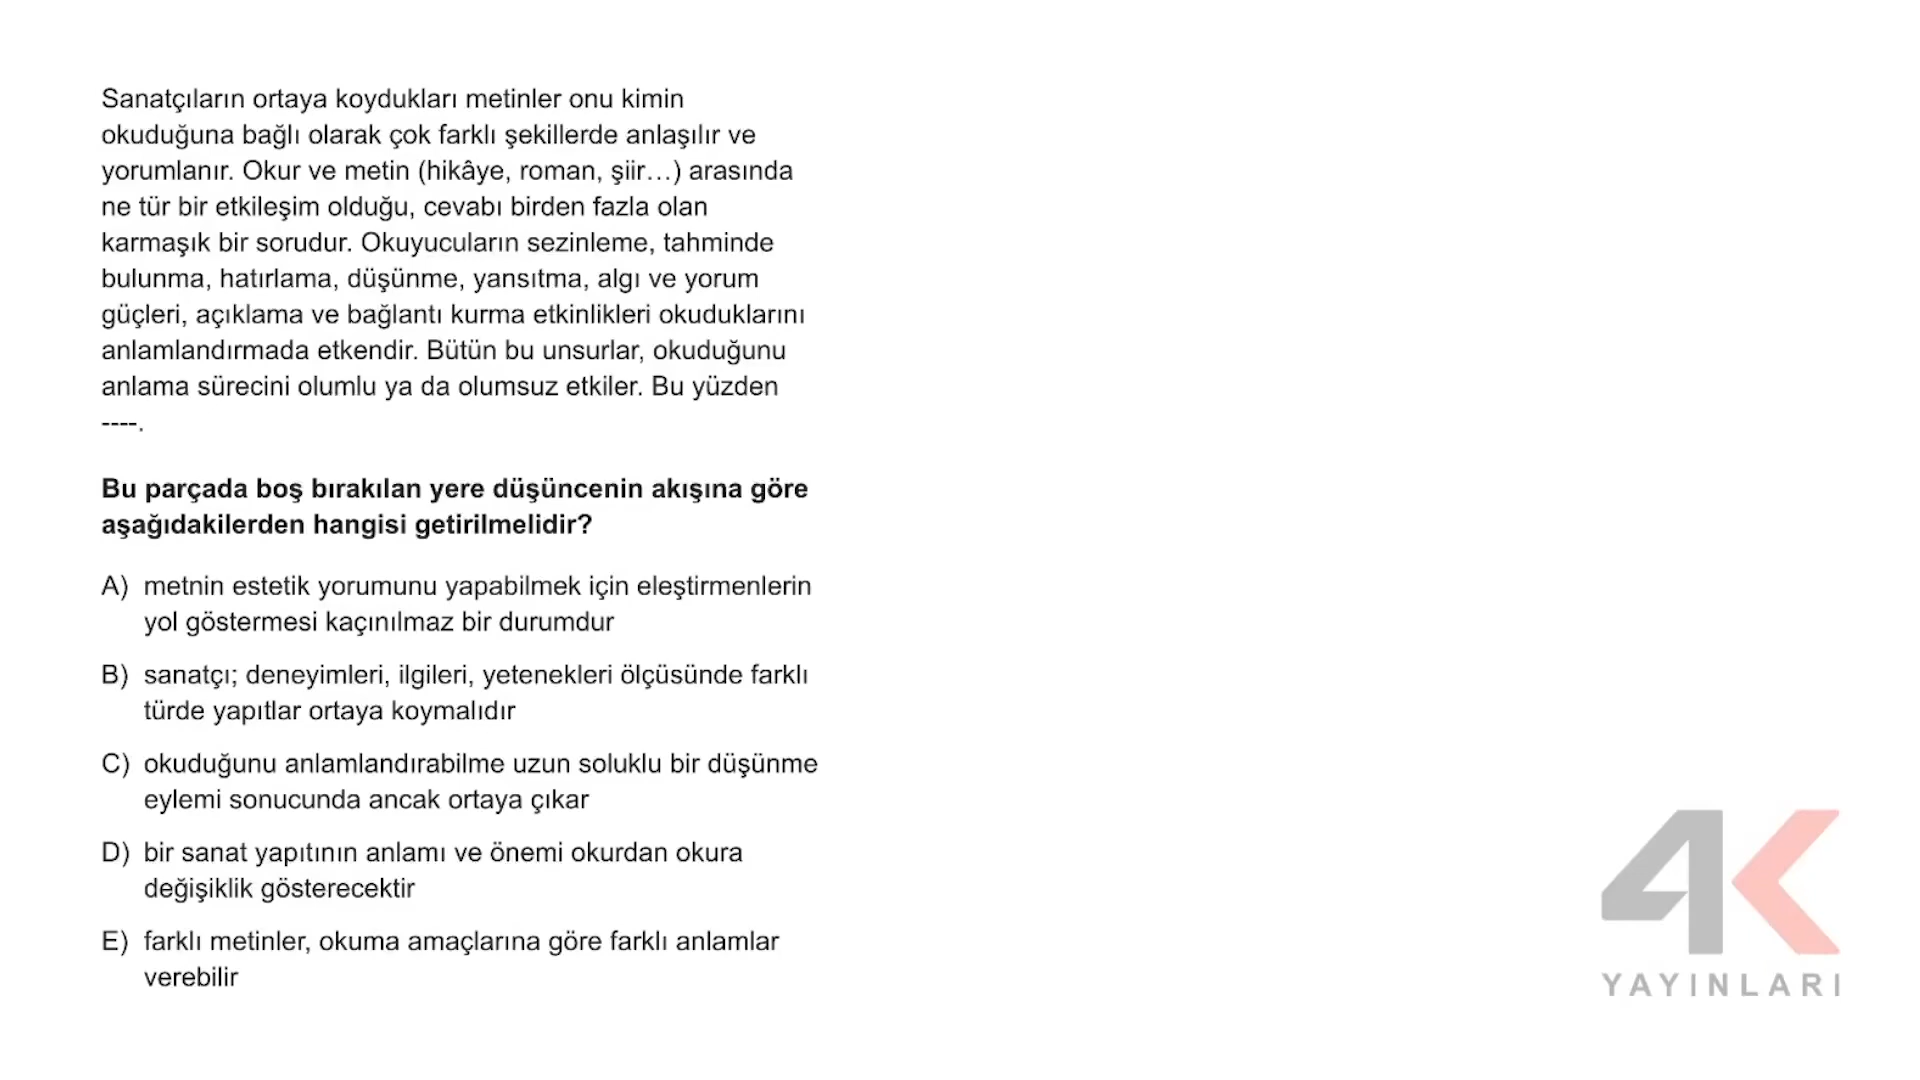 Sanatçıların ortaya koydukları metinler onu kimin
okuduğuna bağlı olarak çok farklı şekillerde anlaşılır ve
yorumlanır. Okur ve metin (hikâye, roman, şiir…) arasında
ne tür bir etkileşim olduğu, cevabı birden fazla olan
karmaşık bir sorudur. Okuyucuların sezinleme, tahminde
bulunma, hatırlama, düşünme, yansıtma, algı ve yorum
güçleri, açıklama ve bağlantı kurma etkinlikleri okuduklarını
anlamlandırmada etkendir. Bütün bu unsurlar, okuduğunu
anlama sürecini olumlu ya da olumsuz etkiler. Bu yüzden
----.
Bu parçada boş bırakılan yere düşüncenin akışına göre
aşağıdakilerden hangisi getirilmelidir?
A) metnin estetik yorumunu yapabilmek için eleştirmenlerin
yol göstermesi kaçınılmaz bir durumdur
B) sanatçı; deneyimleri, ilgileri, yetenekleri ölçüsünde farklı
türde yapıtlar ortaya koymalıdır
C) okuduğunu anlamlandırabilme uzun soluklu bir düşünme
eylemi sonucunda ancak ortaya çıkar
D) bir sanat yapıtının anlamı ve önemi okurdan okura
değişiklik gösterecektir
E) farklı metinler, okuma amaçlarına göre farklı anlamlar
verebilir
4K
YAYINLARI